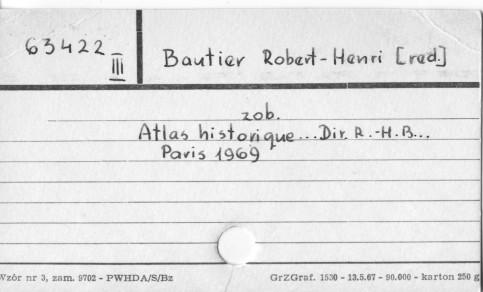 63422 III
Bautier Robert-Henri [red.]
zob.
Atlas historique...Dir. R.-H.B...
Paris 1969
Wzór nr 3, zam. 9702 - PWHDA/S/Bz
GrZGraf. 1530 - 13.5.67 - 90.000 - karton 250 g